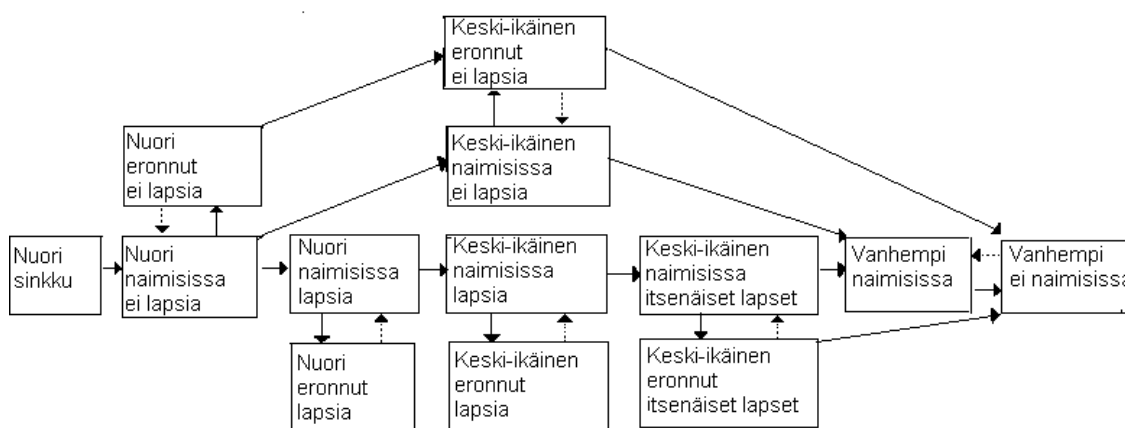 Keski-ikäinen
eronnut
ei lapsia
Nuori
eronnut
ei lapsia
Keski-ikäinen
naimisissa
ei lapsia
Nuori
sinkku
Nuori
naimisissa
ei lapsia
Nuori
naimisissa
lapsia
Keski-ikäinen
naimisissa
lapsia
Keski-ikäinen
naimisissa
itsenäiset lapset
Vanhempi
naimisissa
Vanhempi
ei naimisissa
Nuori
eronnut
lapsia
Keski-ikäinen
eronnut
lapsia
Keski-ikäinen
eronnut
itsenäiset lapset